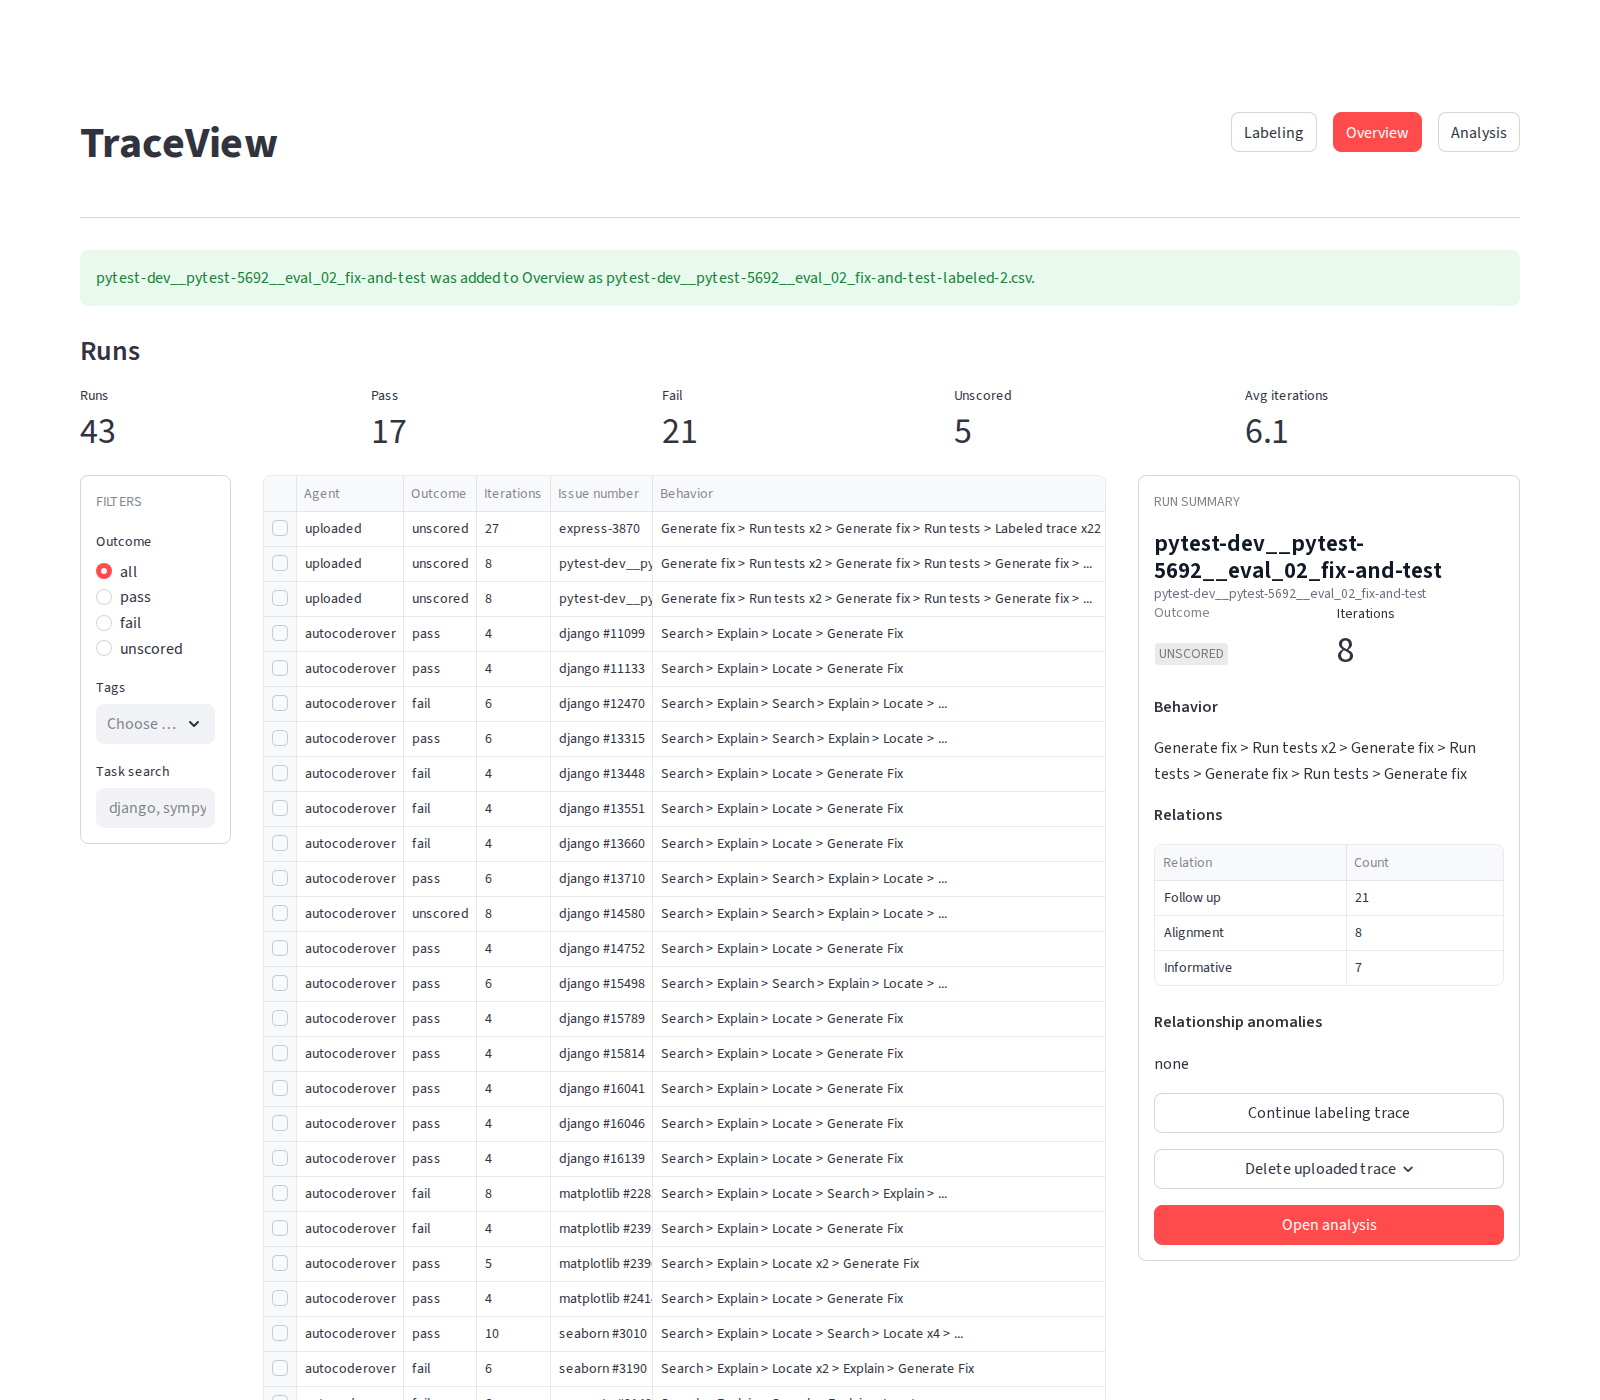 TraceView
Labeling
Overview
Analysis
pytest-dev__pytest-5692__eval_02_fix-and-test was added to Overview as pytest-dev__pytest-5692__eval_02_fix-and-test-labeled-2.csv.
Runs
Runs
43
Pass
17
Fail
21
Unscored
5
Avg iterations
6.1
FILTERS
Outcome
all
pass
fail
unscored
Tags
Choose ...
Task search
django, sympy
Agent Outcome Iterations Issue number Behavior
uploaded unscored 27 express-3870 Generate fix > Run tests x2 > Generate fix > Run tests > Labeled trace x22
uploaded unscored 8 pytest-dev__py Generate fix > Run tests x2 > Generate fix > Run tests > Generate fix > ...
uploaded unscored 8 pytest-dev__py Generate fix > Run tests x2 > Generate fix > Run tests > Generate fix > ...
autocoderover pass 4 django #11099 Search > Explain > Locate > Generate Fix
autocoderover pass 4 django #11133 Search > Explain > Locate > Generate Fix
autocoderover fail 6 django #12470 Search > Explain > Search > Explain > Locate > ...
autocoderover pass 6 django #13315 Search > Explain > Search > Explain > Locate > ...
autocoderover fail 4 django #13448 Search > Explain > Locate > Generate Fix
autocoderover fail 4 django #13551 Search > Explain > Locate > Generate Fix
autocoderover fail 4 django #13660 Search > Explain > Locate > Generate Fix
autocoderover pass 6 django #13710 Search > Explain > Search > Explain > Locate > ...
autocoderover unscored 8 django #14580 Search > Explain > Search > Explain > Locate > ...
autocoderover pass 4 django #14752 Search > Explain > Locate > Generate Fix
autocoderover pass 6 django #15498 Search > Explain > Search > Explain > Locate > ...
autocoderover pass 4 django #15789 Search > Explain > Locate > Generate Fix
autocoderover pass 4 django #15814 Search > Explain > Locate > Generate Fix
autocoderover pass 4 django #16041 Search > Explain > Locate > Generate Fix
autocoderover pass 4 django #16046 Search > Explain > Locate > Generate Fix
autocoderover pass 4 django #16139 Search > Explain > Locate > Generate Fix
autocoderover fail 8 matplotlib #228 Search > Explain > Locate > Search > Explain > ...
autocoderover fail 4 matplotlib #239 Search > Explain > Locate > Generate Fix
autocoderover pass 5 matplotlib #239 Search > Explain > Locate x2 > Generate Fix
autocoderover pass 4 matplotlib #241 Search > Explain > Locate > Generate Fix
autocoderover pass 10 seaborn #3010 Search > Explain > Locate > Search > Locate x4 > ...
autocoderover fail 6 seaborn #3190 Search > Explain > Locate x2 > Explain > Generate Fix
RUN SUMMARY
pytest-dev__pytest-
5692__eval_02_fix-and-test
pytest-dev__pytest-5692__eval_02_fix-and-test
Outcome
UNSCORED
Iterations
8
Behavior
Generate fix > Run tests x2 > Generate fix > Run
tests > Generate fix > Run tests > Generate fix
Relations
Relation Count
Follow up 21
Alignment 8
Informative 7
Relationship anomalies
none
Continue labeling trace
Delete uploaded trace
Open analysis